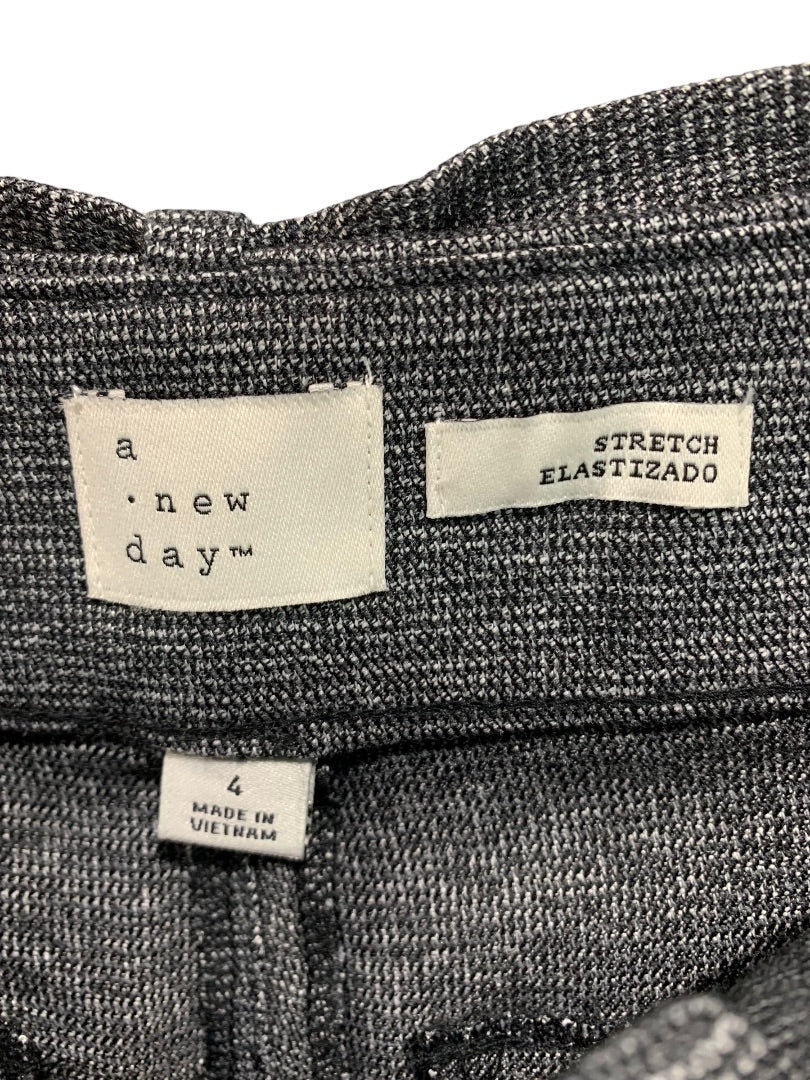 a
· new
day™
STRETCH
ELASTIZADO
4
MADE IN
VIETNAM